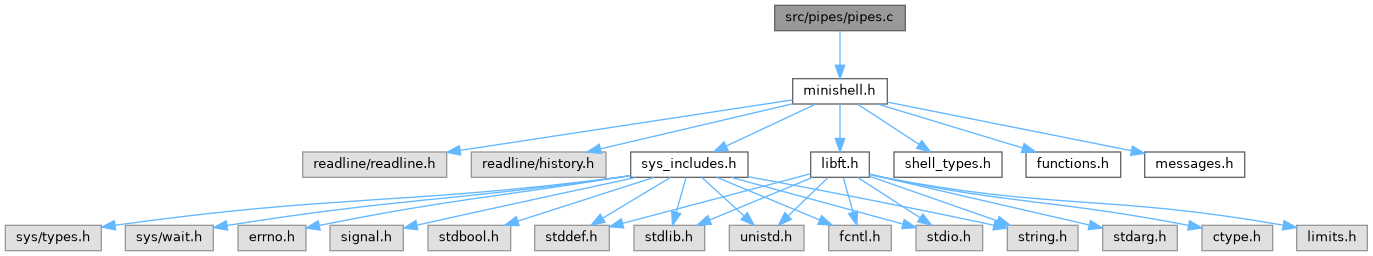 src/pipes/pipes.c
minishell.h
readline/readline.h
readline/history.h
sys_includes.h
libft.h
shell_types.h
functions.h
messages.h
sys/types.h
sys/wait.h
errno.h
signal.h
stdbool.h
stddef.h
stdlib.h
unistd.h
fcntl.h
stdio.h
string.h
stdarg.h
ctype.h
limits.h